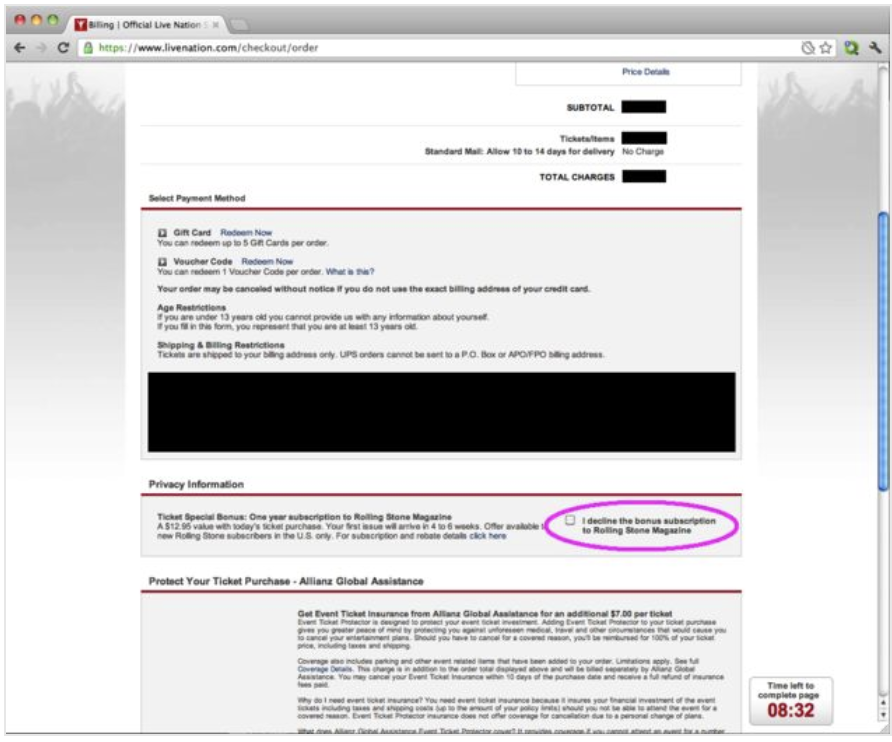 Billing | Official Live Nation S
https://www.livenation.com/checkout/order
Price Details
SUBTOTAL
Tickets/Items
Standard Mail: Allow 10 to 14 days for delivery No Charge
TOTAL CHARGES
Select Payment Method
Gift Card Redeem Now
You can redeem up to 5 Gift Cards per order.
Voucher Code Redeem Now
You can redeem 1 Voucher Code per order. What is this?
Your order may be canceled without notice if you do not use the exact billing address of your credit card.
Age Restrictions
If you are under 13 years old you cannot provide us with any information about yourself.
If you fill in this form, you represent that you are at least 13 years old.
Shipping & Billing Restrictions
Tickets are shipped to your billing address only. UPS orders cannot be sent to a P.O. Box or APO/FPO billing address.
Privacy Information
Ticket Special Bonus: One year subscription to Rolling Stone Magazine
A $12.95 value with today's ticket purchase. Your first issue will arrive in 4 to 6 weeks. Offer available t
new Rolling Stone subscribers in the U.S. only. For subscription and rebate details click here
I decline the bonus subscription
to Rolling Stone Magazine
Protect Your Ticket Purchase - Allianz Global Assistance
Get Event Ticket Insurance from Allianz Global Assistance for an additional $7.00 per ticket
Event Ticket Protector is designed to protect your event ticket investment. Adding Event Ticket Protector to your ticket purchase
gives you greater peace of mind by protecting you against unforeseen medical, travel and other circumstances that would cause you
to cancel your entertainment plans. Should you have to cancel for a covered reason, you'll be reimbursed for 100% of your ticket
price, including taxes and shipping.
Coverage also includes parking and other event related items that have been added to your order. Limitations apply. See full
Coverage Details. This charge is in addition to the order total displayed above and will be billed separately by Allianz Global
Assistance. You may cancel your Event Ticket Insurance within 10 days of the purchase date and receive a full refund of insurance
fees paid.
Why do I need event ticket insurance? You need event ticket insurance because it insures your financial investment of the event
tickets including taxes and shipping costs (up to the amount of your policy limits) should you not be able to attend the event for a
covered reason. Event Ticket Protector insurance does not offer coverage for cancellation due to a personal change of plans.
What does Allianz Global Assistance Event Ticket Protector cover? It provides coverage if you cannot attend an event for a number
Time left to
complete page
08:32